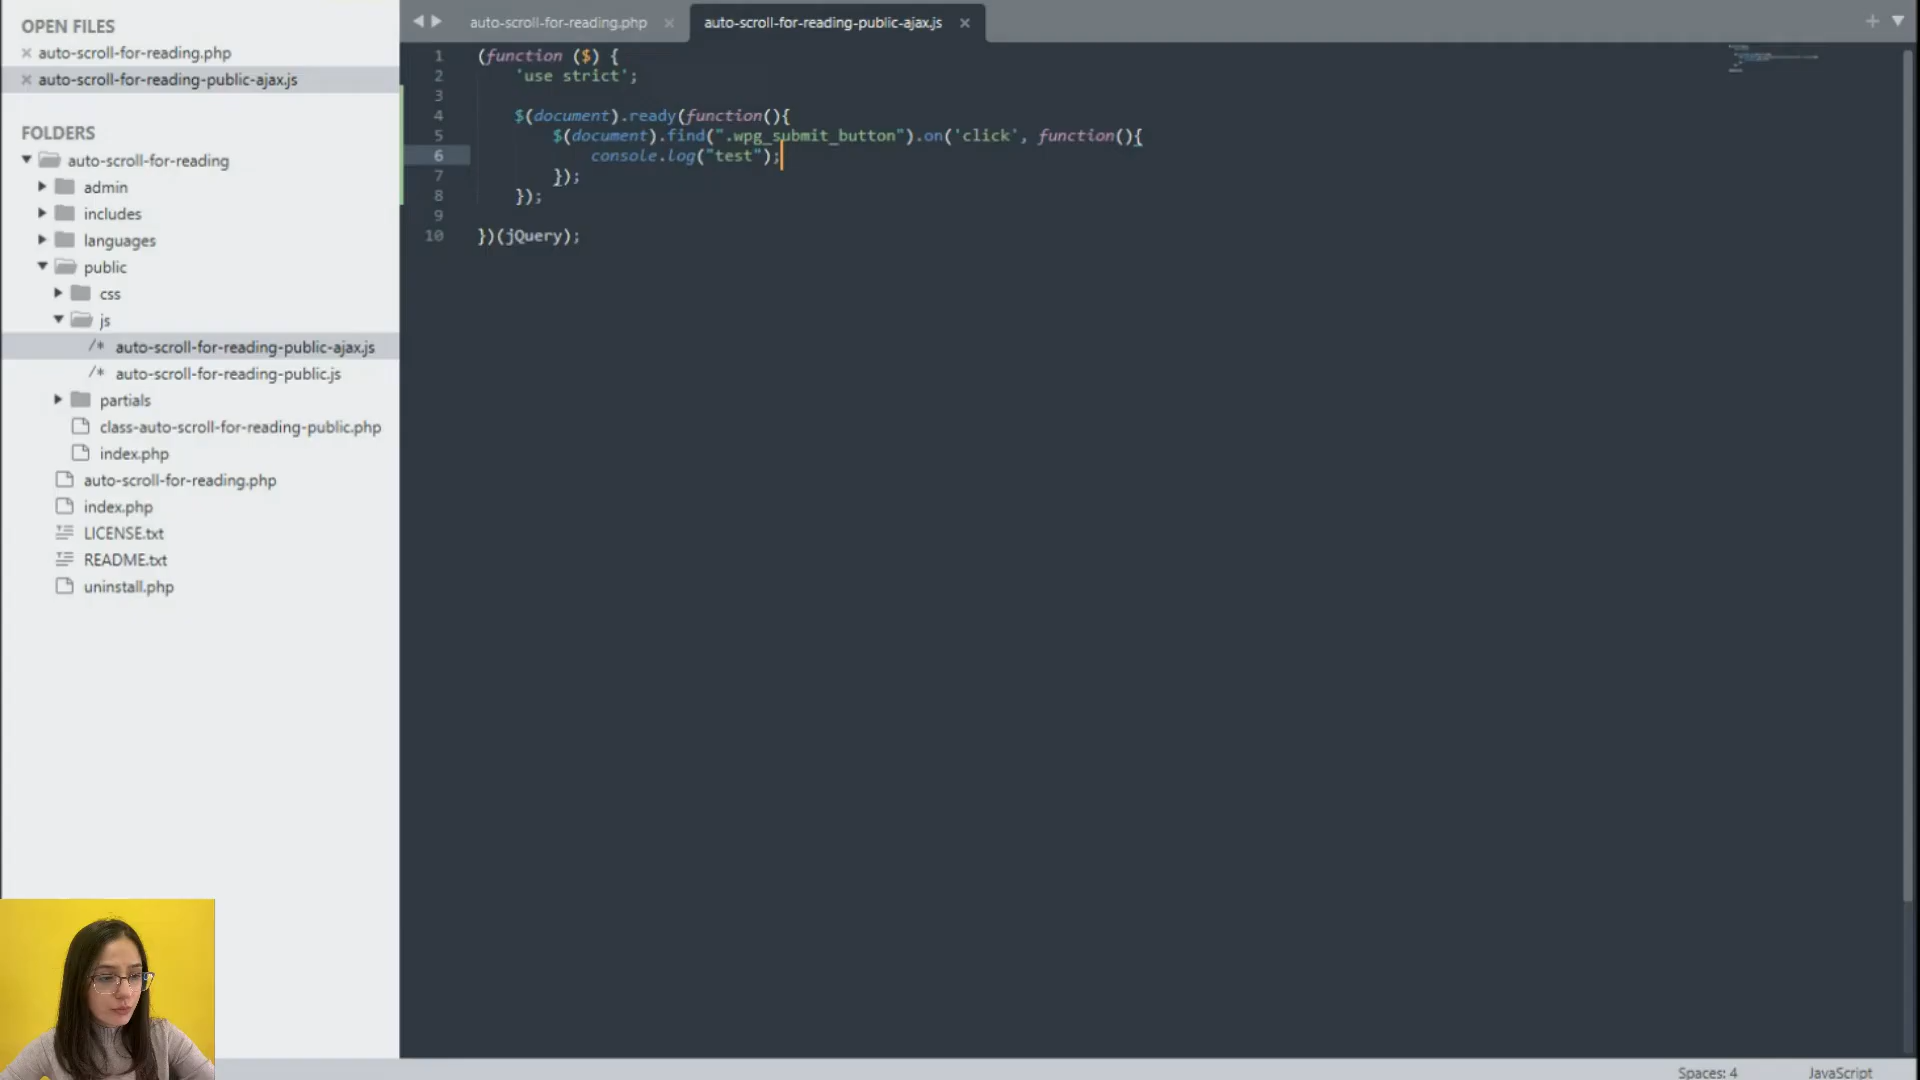 OPEN FILES
auto-scroll-for-reading.php
auto-scroll-for-reading-public-ajax.js
FOLDERS
auto-scroll-for-reading
admin
includes
languages
public
css
js
/* auto-scroll-for-reading-public-ajax.js
/* auto-scroll-for-reading-public.js
partials
class-auto-scroll-for-reading-public.php
index.php
auto-scroll-for-reading.php
index.php
LICENSE.txt
README.txt
uninstall.php
auto-scroll-for-reading.php
auto-scroll-for-reading-public-ajax.js
1 (function ($) {
2 'use strict';
3
4 $(document).ready(function(){
5 $(document).find(".wpg_submit_button").on('click', function(){
6 console.log("test");
7 });
8 });
9
10 })(jQuery);
Spaces: 4
JavaScript